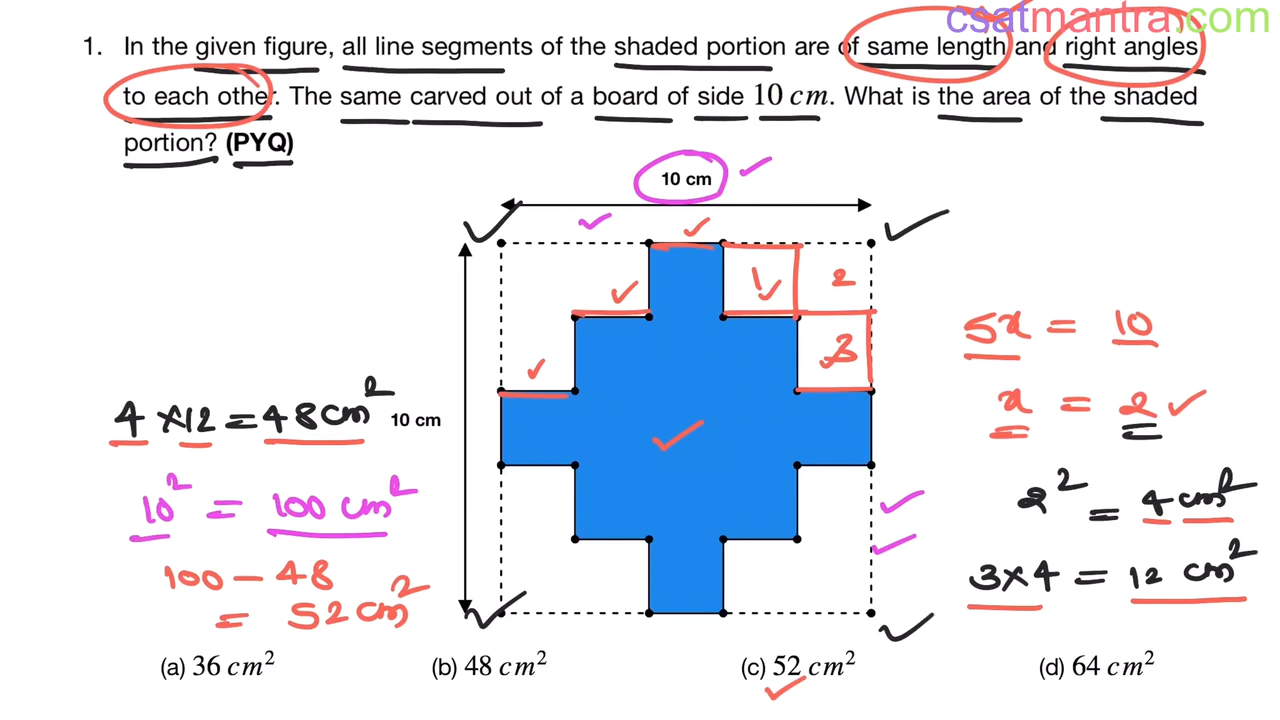 csatmantra.com
1. In the given figure, all line segments of the shaded portion are of same length and right angles
to each other. The same carved out of a board of side 10 cm. What is the area of the shaded
portion? (PYQ)
10 cm
1
2
3
5x = 10
x = 2
4 × 12 = 48 cm²
10 cm
10² = 100 cm²
2² = 4 cm²
100 - 48
= 52 cm²
3×4 = 12 cm²
(a) 36 cm² (b) 48 cm² (c) 52 cm² (d) 64 cm²